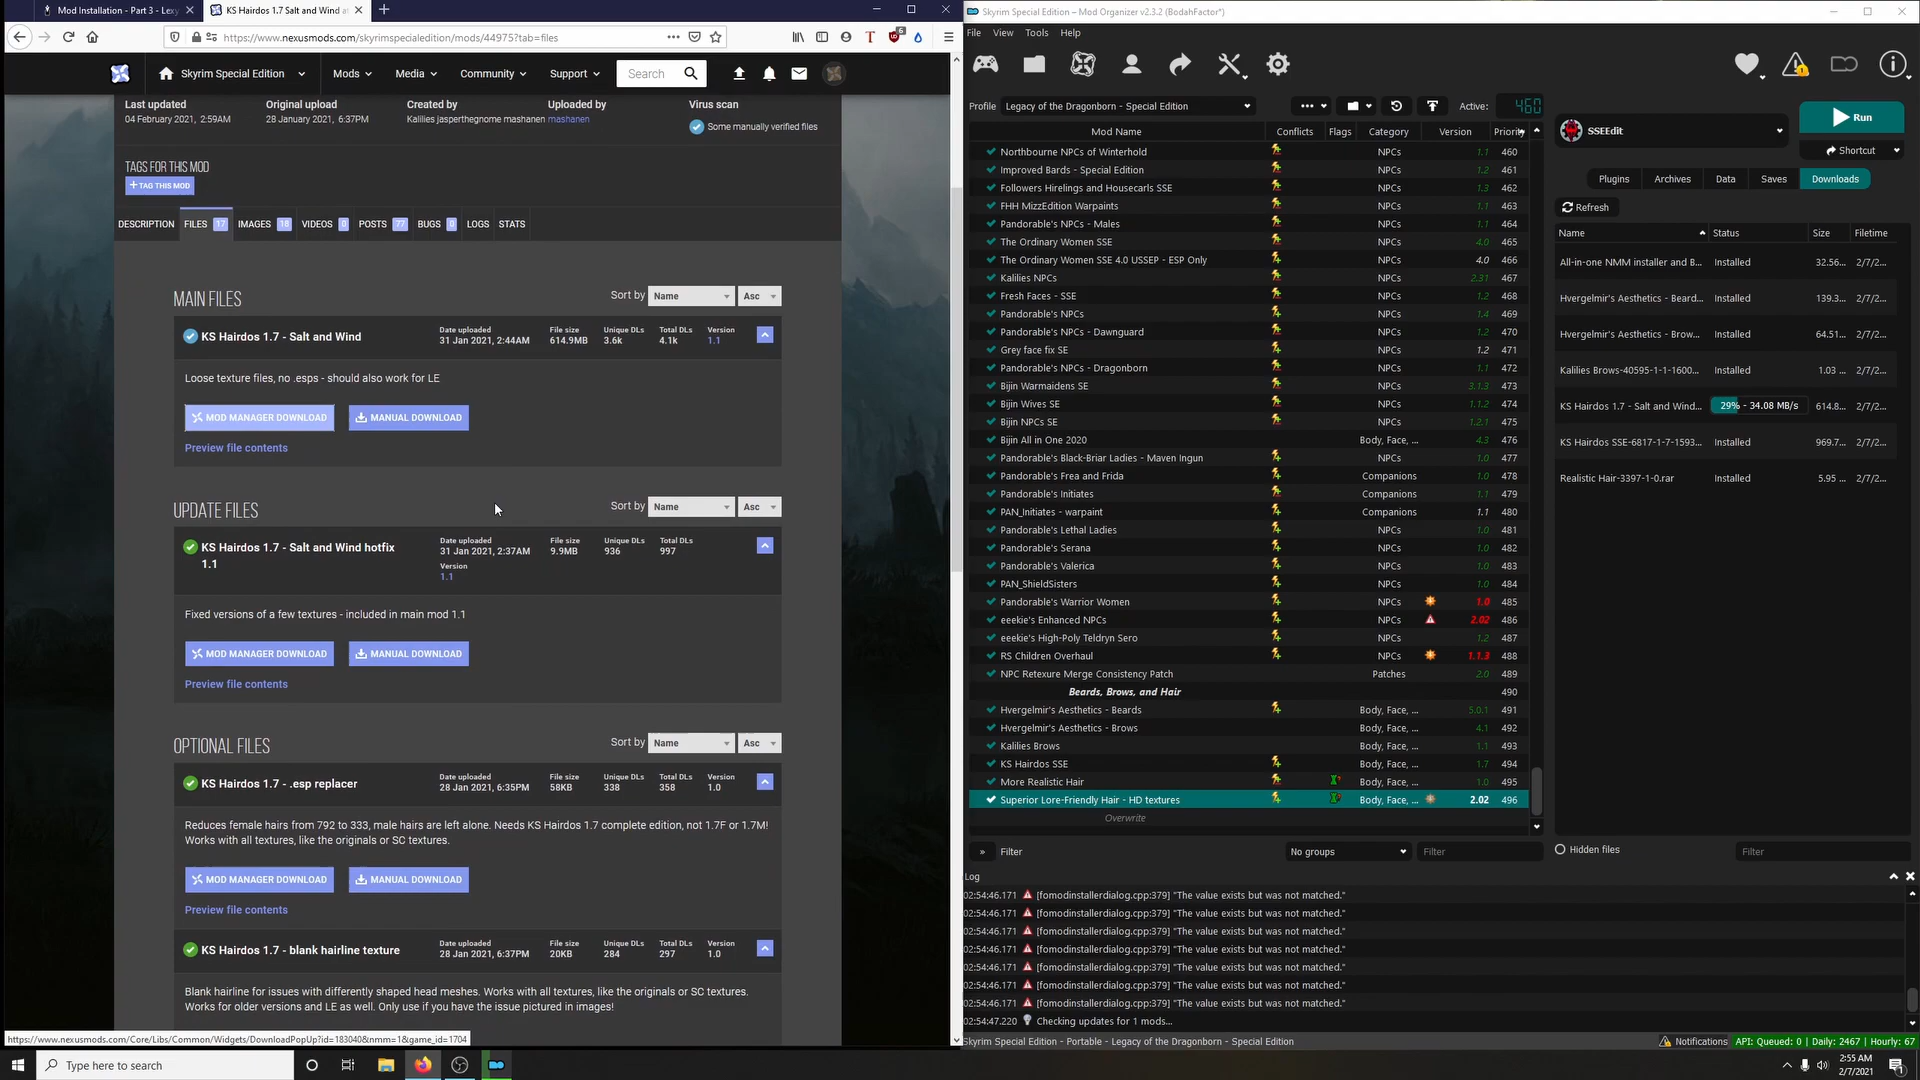 Mod Installation - Part 3 - Lexy
KS Hairdos 1.7 Salt and Wind at
https://www.nexusmods.com/skyrimspecialedition/mods/44975?tab=files
Skyrim Special Edition
Mods
Media
Community
Support
Search
Last updated
04 February 2021, 2:59AM
Original upload
28 January 2021, 6:37PM
Created by
Kalilies jasperthegnome mashanen
Uploaded by
mashanen
Virus scan
Some manually verified files
TAGS FOR THIS MOD
+ TAG THIS MOD
DESCRIPTION
FILES 17
IMAGES 18
VIDEOS 0
POSTS 77
BUGS 0
LOGS
STATS
MAIN FILES
Sort by Name Asc
KS Hairdos 1.7 - Salt and Wind
Date uploaded
31 Jan 2021, 2:44AM
File size
614.9MB
Unique DLs
3.6k
Total DLs
4.1k
Version
1.1
Loose texture files, no .esps - should also work for LE
MOD MANAGER DOWNLOAD
MANUAL DOWNLOAD
Preview file contents
UPDATE FILES
Sort by Name Asc
KS Hairdos 1.7 - Salt and Wind hotfix
1.1
Date uploaded
31 Jan 2021, 2:37AM
File size
9.9MB
Unique DLs
936
Total DLs
997
Version
1.1
Fixed versions of a few textures - included in main mod 1.1
MOD MANAGER DOWNLOAD
MANUAL DOWNLOAD
Preview file contents
OPTIONAL FILES
Sort by Name Asc
KS Hairdos 1.7 - .esp replacer
Date uploaded
28 Jan 2021, 6:35PM
File size
58KB
Unique DLs
338
Total DLs
358
Version
1.0
Reduces female hairs from 792 to 333, male hairs are left alone. Needs KS Hairdos 1.7 complete edition, not 1.7F or 1.7M!
Works with all textures, like the originals or SC textures.
MOD MANAGER DOWNLOAD
MANUAL DOWNLOAD
Preview file contents
KS Hairdos 1.7 - blank hairline texture
Date uploaded
28 Jan 2021, 6:37PM
File size
20KB
Unique DLs
284
Total DLs
297
Version
1.0
Blank hairline for issues with differently shaped head meshes. Works with all textures, like the originals or SC textures.
Works for older versions and LE as well. Only use if you have the issue pictured in images!
https://www.nexusmods.com/Core/Libs/Common/Widgets/DownloadPopUp?id=183040&nmm=1&game_id=1704
Skyrim Special Edition – Mod Organizer v2.3.2 (BodahFactor*)
File View Tools Help
Profile Legacy of the Dragonborn - Special Edition
Active: 460
Mod Name Conflicts Flags Category Version Priority
Northbourne NPCs of Winterhold NPCs 1.1 460
Improved Bards - Special Edition NPCs 1.2 461
Followers Hirelings and Housecarls SSE NPCs 1.3 462
FHH MizzEdition Warpaints NPCs 1.1 463
Pandorable's NPCs - Males NPCs 1.1 464
The Ordinary Women SSE NPCs 4.0 465
The Ordinary Women SSE 4.0 USSEP - ESP Only NPCs 4.0 466
Kalilies NPCs NPCs 2.31 467
Fresh Faces - SSE NPCs 1.2 468
Pandorable's NPCs NPCs 1.4 469
Pandorable's NPCs - Dawnguard NPCs 1.2 470
Grey face fix SE NPCs 1.2 471
Pandorable's NPCs - Dragonborn NPCs 1.1 472
Bijin Warmaidens SE NPCs 3.1.3 473
Bijin Wives SE NPCs 1.1.2 474
Bijin NPCs SE NPCs 1.2.1 475
Bijin All in One 2020 Body, Face, ... 4.3 476
Pandorable's Black-Briar Ladies - Maven Ingun NPCs 1.0 477
Pandorable's Frea and Frida Companions 1.0 478
Pandorable's Initiates Companions 1.1 479
PAN_Initiates - warpaint Companions 1.1 480
Pandorable's Lethal Ladies NPCs 1.0 481
Pandorable's Serana NPCs 1.0 482
Pandorable's Valerica NPCs 1.0 483
PAN_ShieldSisters NPCs 1.0 484
Pandorable's Warrior Women NPCs 1.0 485
eeekie's Enhanced NPCs NPCs 2.02 486
eeekie's High-Poly Teldryn Sero NPCs 1.2 487
RS Children Overhaul NPCs 1.1.3 488
NPC Retexure Merge Consistency Patch Patches 2.0 489
Beards, Brows, and Hair 490
Hvergelmir's Aesthetics - Beards Body, Face, ... 5.0.1 491
Hvergelmir's Aesthetics - Brows Body, Face, ... 4.1 492
Kalilies Brows Body, Face, ... 1.1 493
KS Hairdos SSE Body, Face, ... 1.7 494
More Realistic Hair Body, Face, ... 1.0 495
Superior Lore-Friendly Hair - HD textures Body, Face, ... 2.02 496
Overwrite
» Filter No groups Filter
SSEEdit
Run
Shortcut
Plugins Archives Data Saves Downloads
Refresh
Name Status Size Filetime
All-in-one NMM installer and B... Installed 32.56... 2/7/2...
Hvergelmir's Aesthetics - Beard... Installed 139.3... 2/7/2...
Hvergelmir's Aesthetics - Brow... Installed 64.51... 2/7/2...
Kalilies Brows-40595-1-1-1600... Installed 1.03 ... 2/7/2...
KS Hairdos 1.7 - Salt and Wind... 29% - 34.08 MB/s 614.8... 2/7/2...
KS Hairdos SSE-6817-1-7-1593... Installed 969.7... 2/7/2...
Realistic Hair-3397-1-0.rar Installed 5.95 ... 2/7/2...
Hidden files Filter
Log
02:54:46.171 [fomodinstallerdialog.cpp:379] "The value exists but was not matched."
02:54:46.171 [fomodinstallerdialog.cpp:379] "The value exists but was not matched."
02:54:46.171 [fomodinstallerdialog.cpp:379] "The value exists but was not matched."
02:54:46.171 [fomodinstallerdialog.cpp:379] "The value exists but was not matched."
02:54:46.171 [fomodinstallerdialog.cpp:379] "The value exists but was not matched."
02:54:46.171 [fomodinstallerdialog.cpp:379] "The value exists but was not matched."
02:54:46.171 [fomodinstallerdialog.cpp:379] "The value exists but was not matched."
02:54:47.220 Checking updates for 1 mods...
Skyrim Special Edition - Portable - Legacy of the Dragonborn - Special Edition
Notifications API: Queued: 0 | Daily: 2467 | Hourly: 67
Type here to search
2:55 AM
2/7/2021